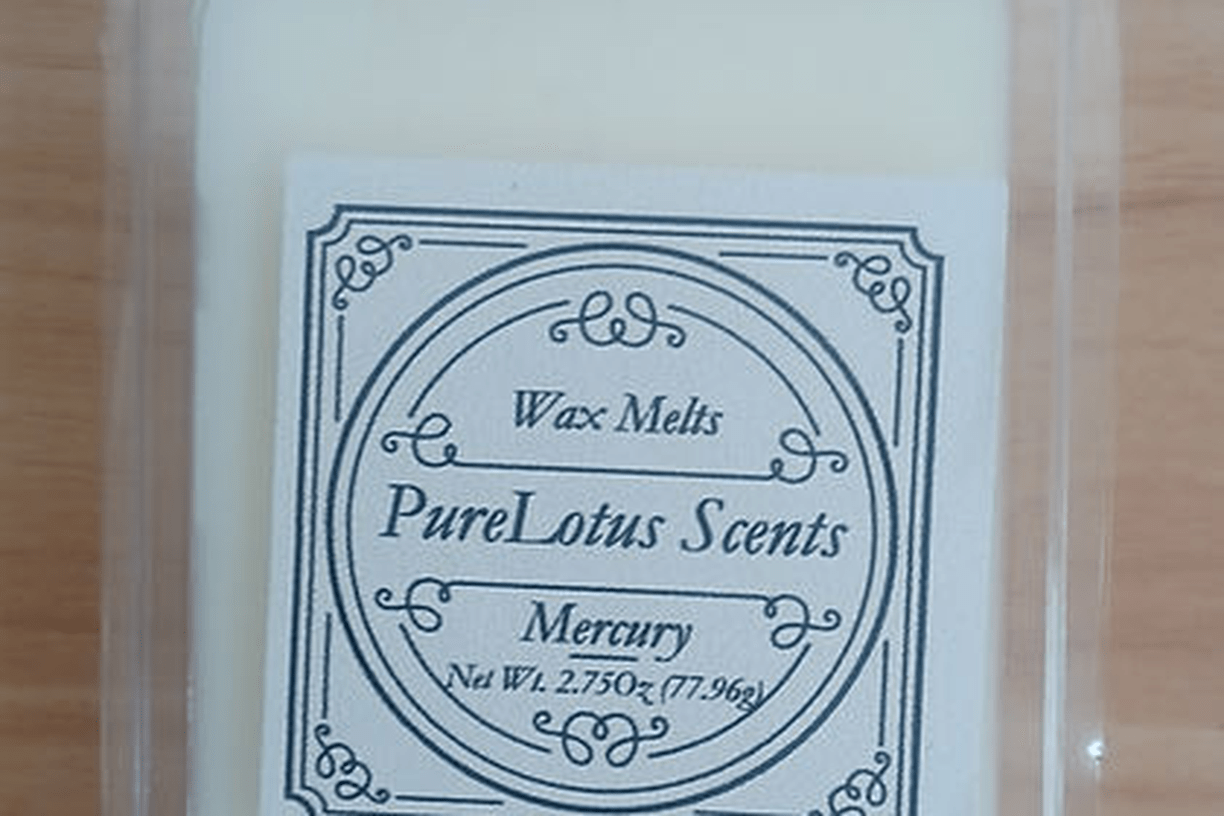 Wax Melts
PureLotus Scents
Mercury
Net Wt. 2.75Oz (77.96g)